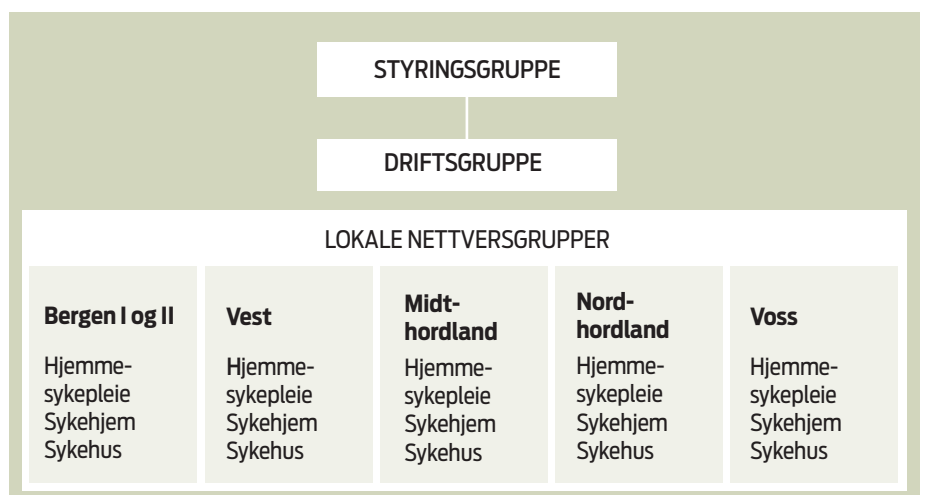 STYRINGSGRUPPE
DRIFTSGRUPPE
LOKALE NETTVERSGRUPPER
Bergen I og II
Hjemme-
sykepleie
Sykehjem
Sykehus
Vest
Hjemme-
sykepleie
Sykehjem
Sykehus
Midt-
hordland
Hjemme-
sykepleie
Sykehjem
Sykehus
Nord-
hordland
Hjemme-
sykepleie
Sykehjem
Sykehus
Voss
Hjemme-
sykepleie
Sykehjem
Sykehus